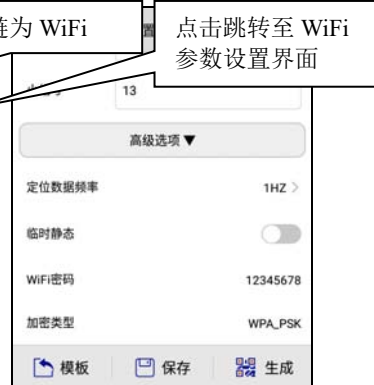 链为 WiFi
点击跳转至 WiFi
参数设置界面
置
13
高级选项▼
定位数据频率 1HZ >
临时静态
WiFi密码 12345678
加密类型 WPA_PSK
模板 保存 生成